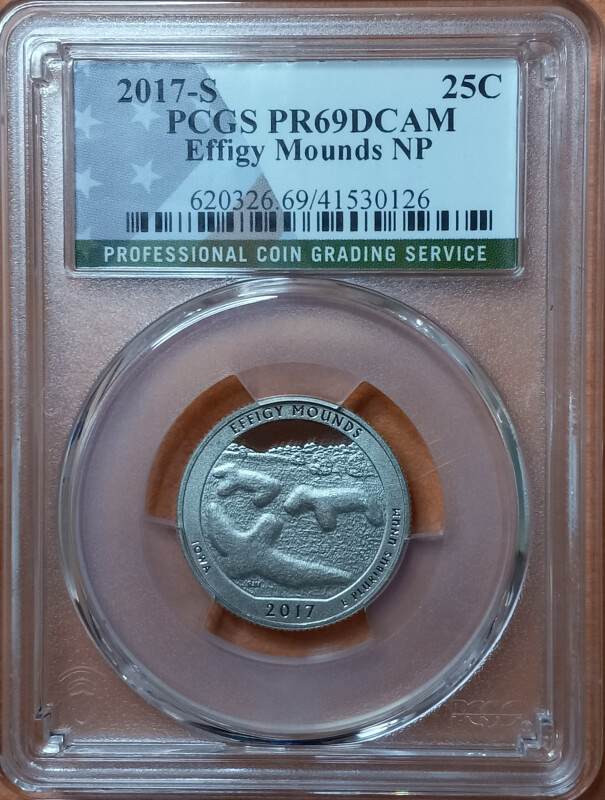 2017-S 25C
PCGS PR69DCAM
Effigy Mounds NP
620326.69/41530126
PROFESSIONAL COIN GRADING SERVICE
EFFIGY MOUNDS
IOWA
2017
E PLURIBUS UNUM
PCGS